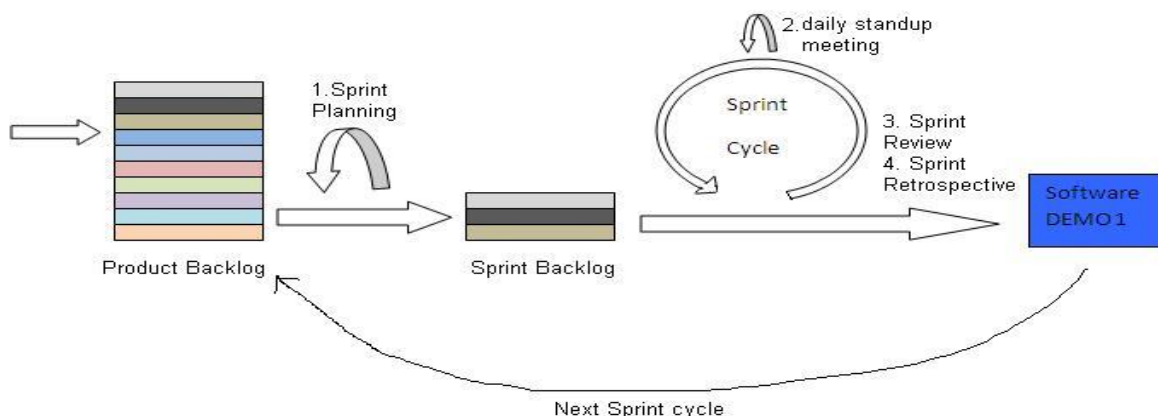 2.daily standup
meeting
1.Sprint
Planning
Sprint
Cycle
3. Sprint
Review
4. Sprint
Retrospective
Software
DEMO1
Product Backlog
Sprint Backlog
Next Sprint cycle